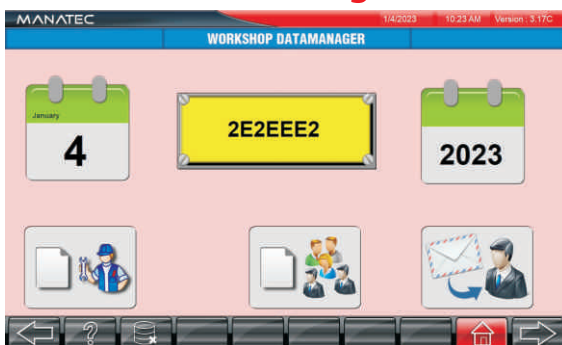 MANATEC 1/4/2023 10:23 AM Version : 3.17C
WORKSHOP DATAMANAGER
January
4
2E2EEE2
2023
?